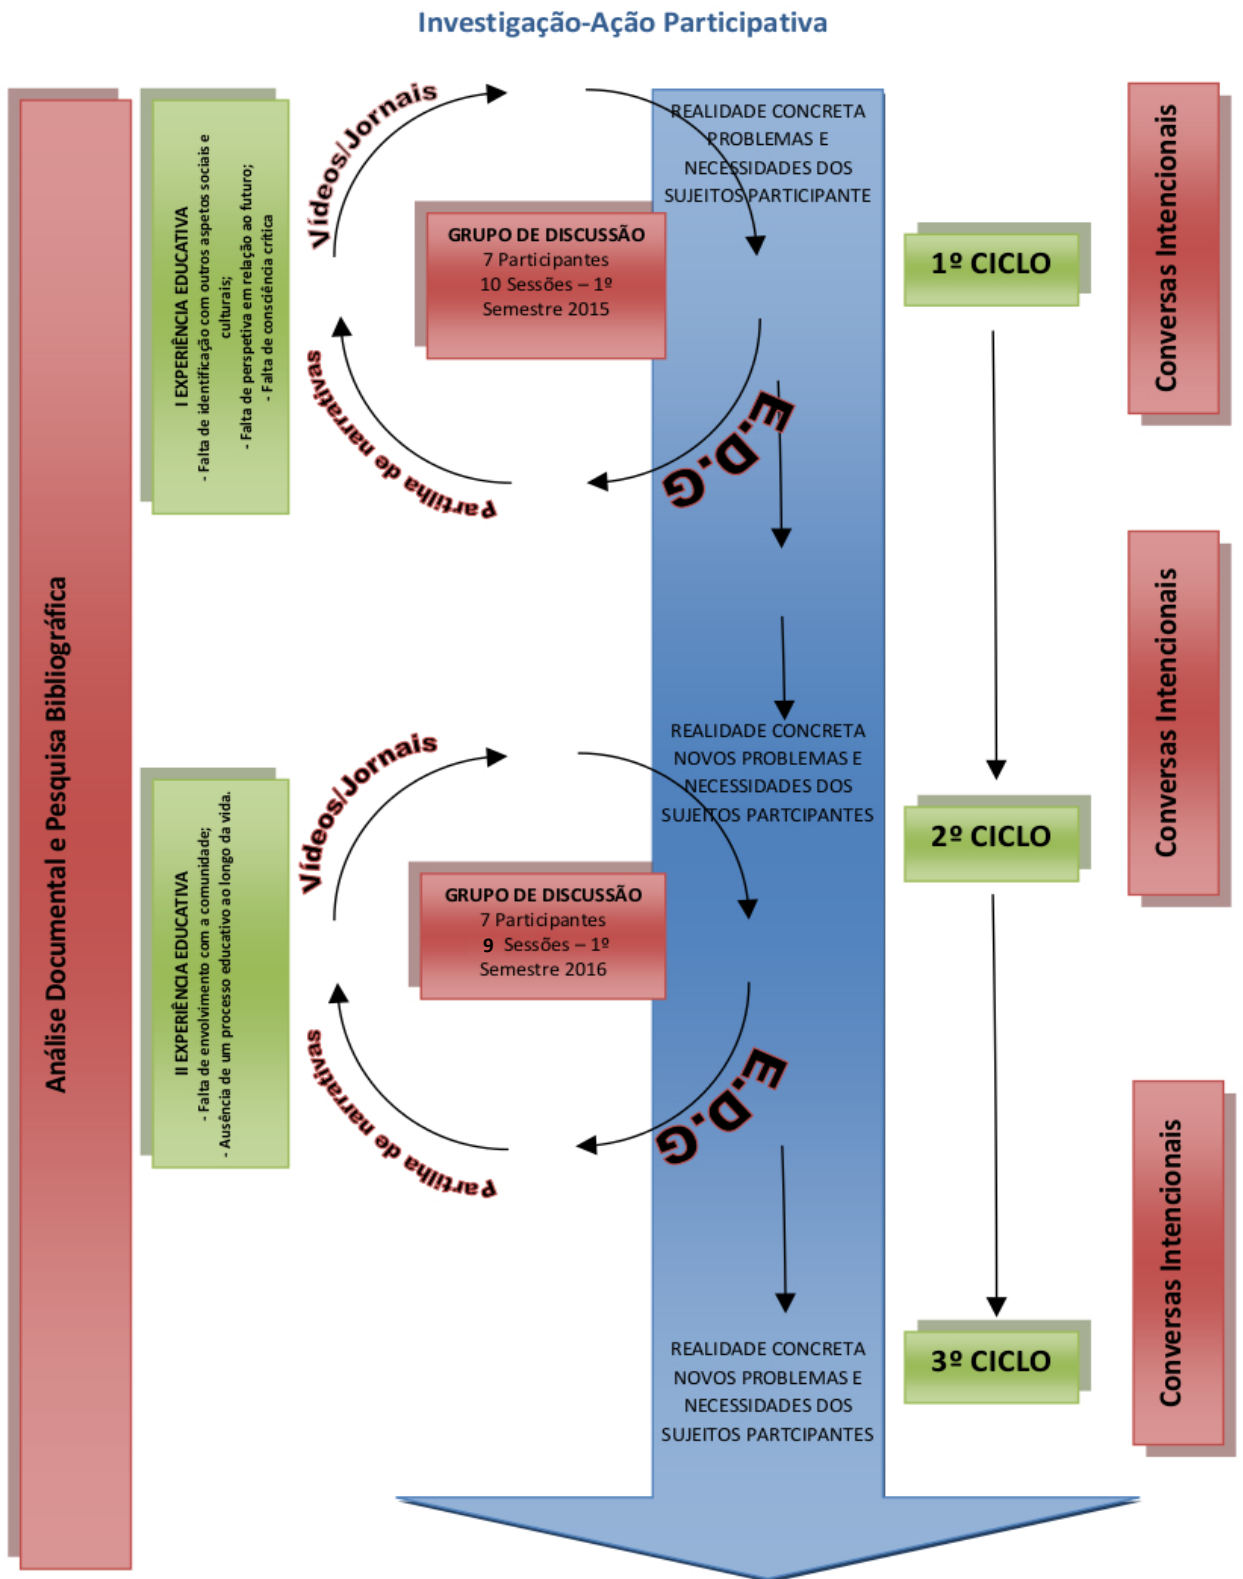 Investigação-Ação Participativa
Análise Documental e Pesquisa Bibliográfica
I EXPERIÊNCIA EDUCATIVA
- Falta de identificação com outros aspetos sociais e
culturais;
- Falta de perspetiva em relação ao futuro;
- Falta de consciência crítica
Vídeos/Jornais
GRUPO DE DISCUSSÃO
7 Participantes
10 Sessões – 1º
Semestre 2015
Partilha de narrativas
E.D.G
REALIDADE CONCRETA
PROBLEMAS E
NECESSIDADES DOS
SUJEITOS PARTICIPANTE
1º CICLO
Conversas Intencionais
II EXPERIÊNCIA EDUCATIVA
- Falta de envolvimento com a comunidade;
- Ausência de um processo educativo ao longo da vida.
Vídeos/Jornais
GRUPO DE DISCUSSÃO
7 Participantes
9 Sessões – 1º
Semestre 2016
Partilha de narrativas
E.D.G
REALIDADE CONCRETA
NOVOS PROBLEMAS E
NECESSIDADES DOS
SUJEITOS PARTCIPANTES
2º CICLO
Conversas Intencionais
REALIDADE CONCRETA
NOVOS PROBLEMAS E
NECESSIDADES DOS
SUJEITOS PARTCIPANTES
3º CICLO
Conversas Intencionais